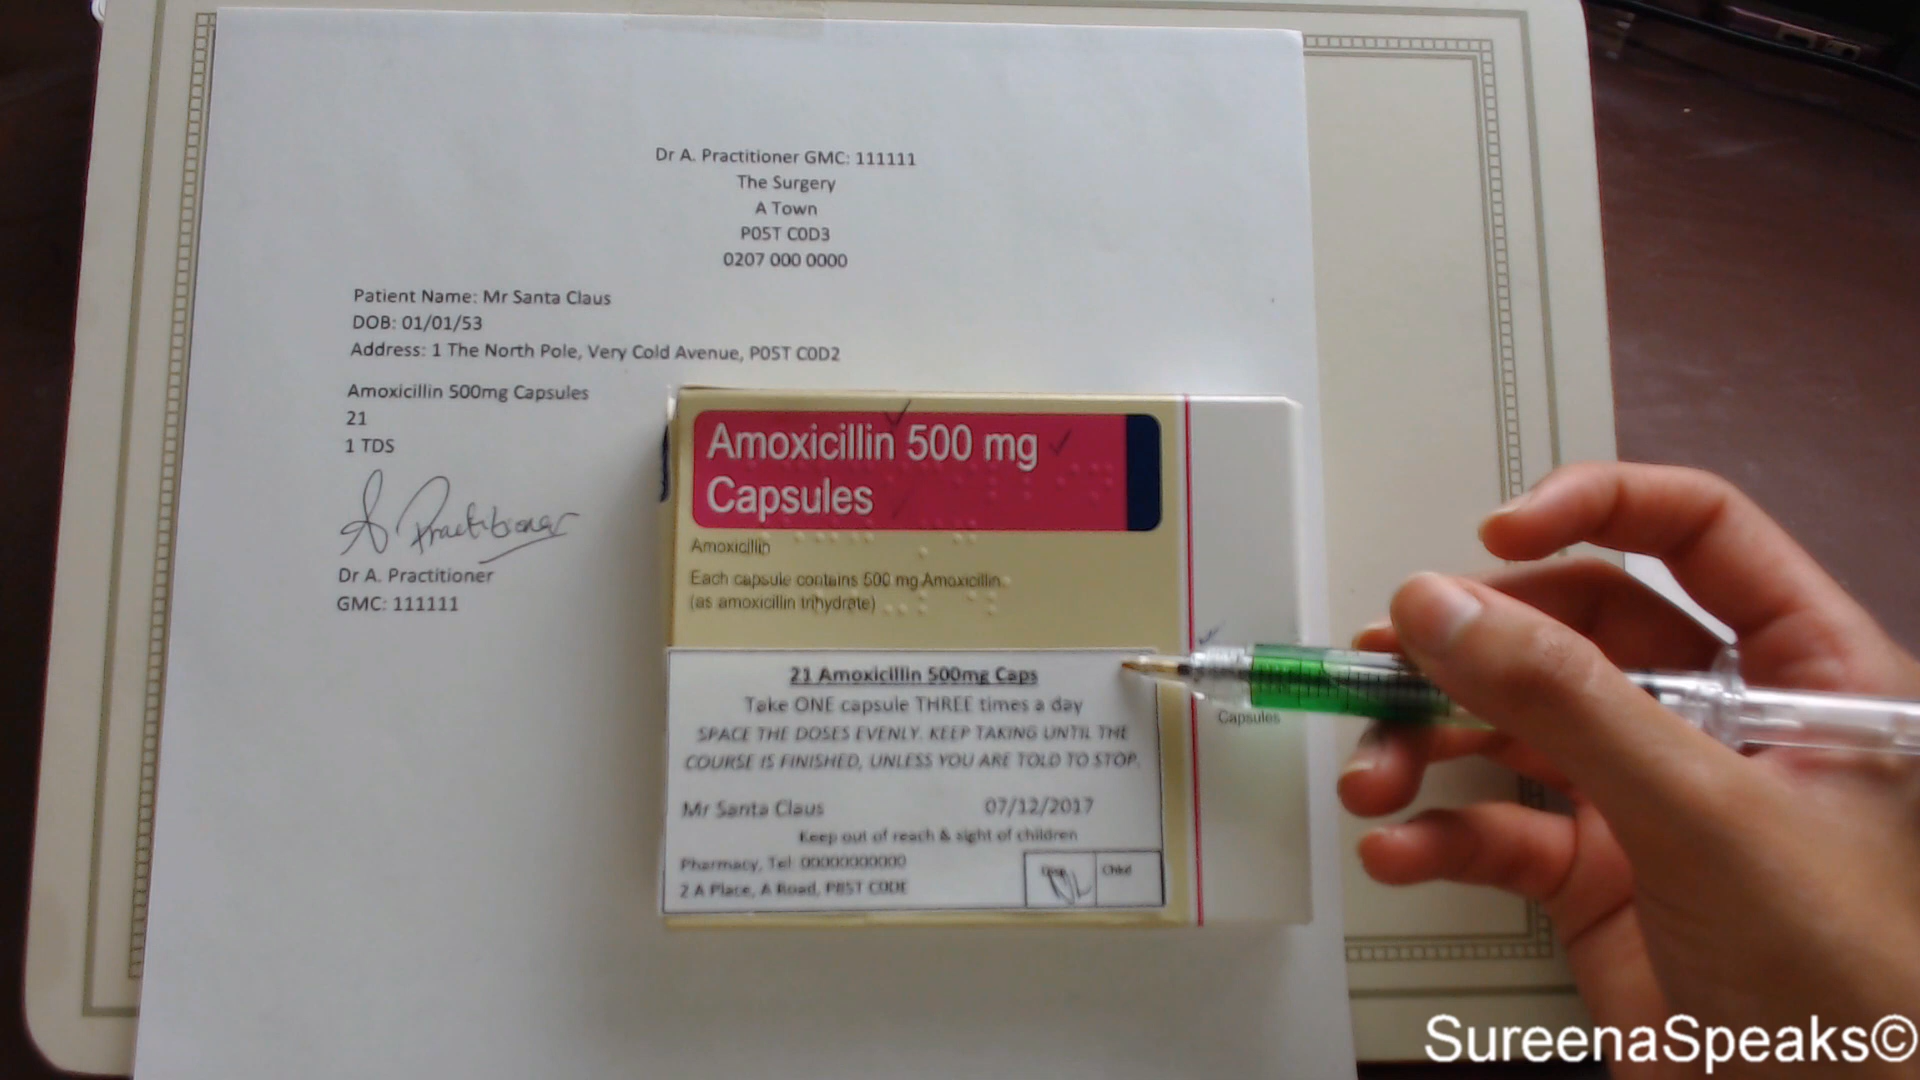 Dr A. Practitioner GMC: 111111
The Surgery
A Town
P05T C0D3
0207 000 0000
Patient Name: Mr Santa Claus
DOB: 01/01/53
Address: 1 The North Pole, Very Cold Avenue, P05T C0D2
Amoxicillin 500mg Capsules
21
1 TDS
A Practitioner
Dr A. Practitioner
GMC: 111111
Amoxicillin 500 mg
Capsules
Amoxicillin
Each capsule contains 500 mg Amoxicillin
(as amoxicillin trihydrate)
Capsules
21 Amoxicillin 500mg Caps
Take ONE capsule THREE times a day
SPACE THE DOSES EVENLY. KEEP TAKING UNTIL THE
COURSE IS FINISHED, UNLESS YOU ARE TOLD TO STOP.
Mr Santa Claus 07/12/2017
Keep out of reach & sight of children
Pharmacy, Tel: 00000000000
2 A Place, A Road, P85T CODE
Chkd
SureenaSpeaks©